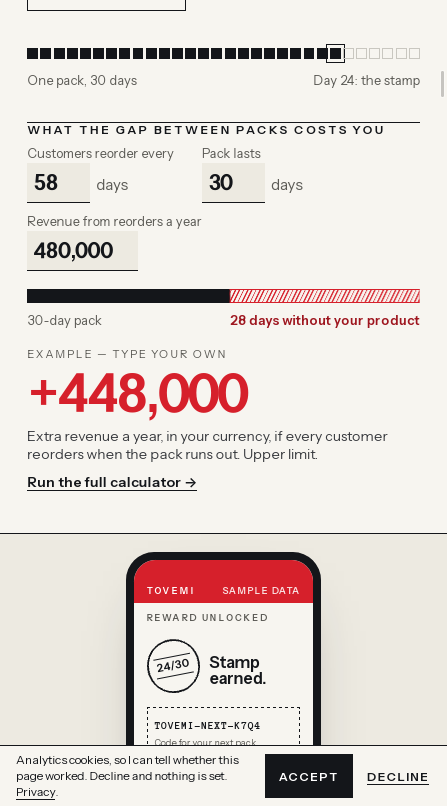 One pack, 30 days
Day 24: the stamp
WHAT THE GAP BETWEEN PACKS COSTS YOU
Customers reorder every
Pack lasts
58 days
30 days
Revenue from reorders a year
480,000
30-day pack
28 days without your product
EXAMPLE — TYPE YOUR OWN
+448,000
Extra revenue a year, in your currency, if every customer
reorders when the pack runs out. Upper limit.
Run the full calculator →
TOVEMI
SAMPLE DATA
REWARD UNLOCKED
24/30
Stamp
earned.
TOVEMI-NEXT-K7Q4
Code for your next pack
Analytics cookies, so I can tell whether this
page worked. Decline and nothing is set.
Privacy.
ACCEPT
DECLINE